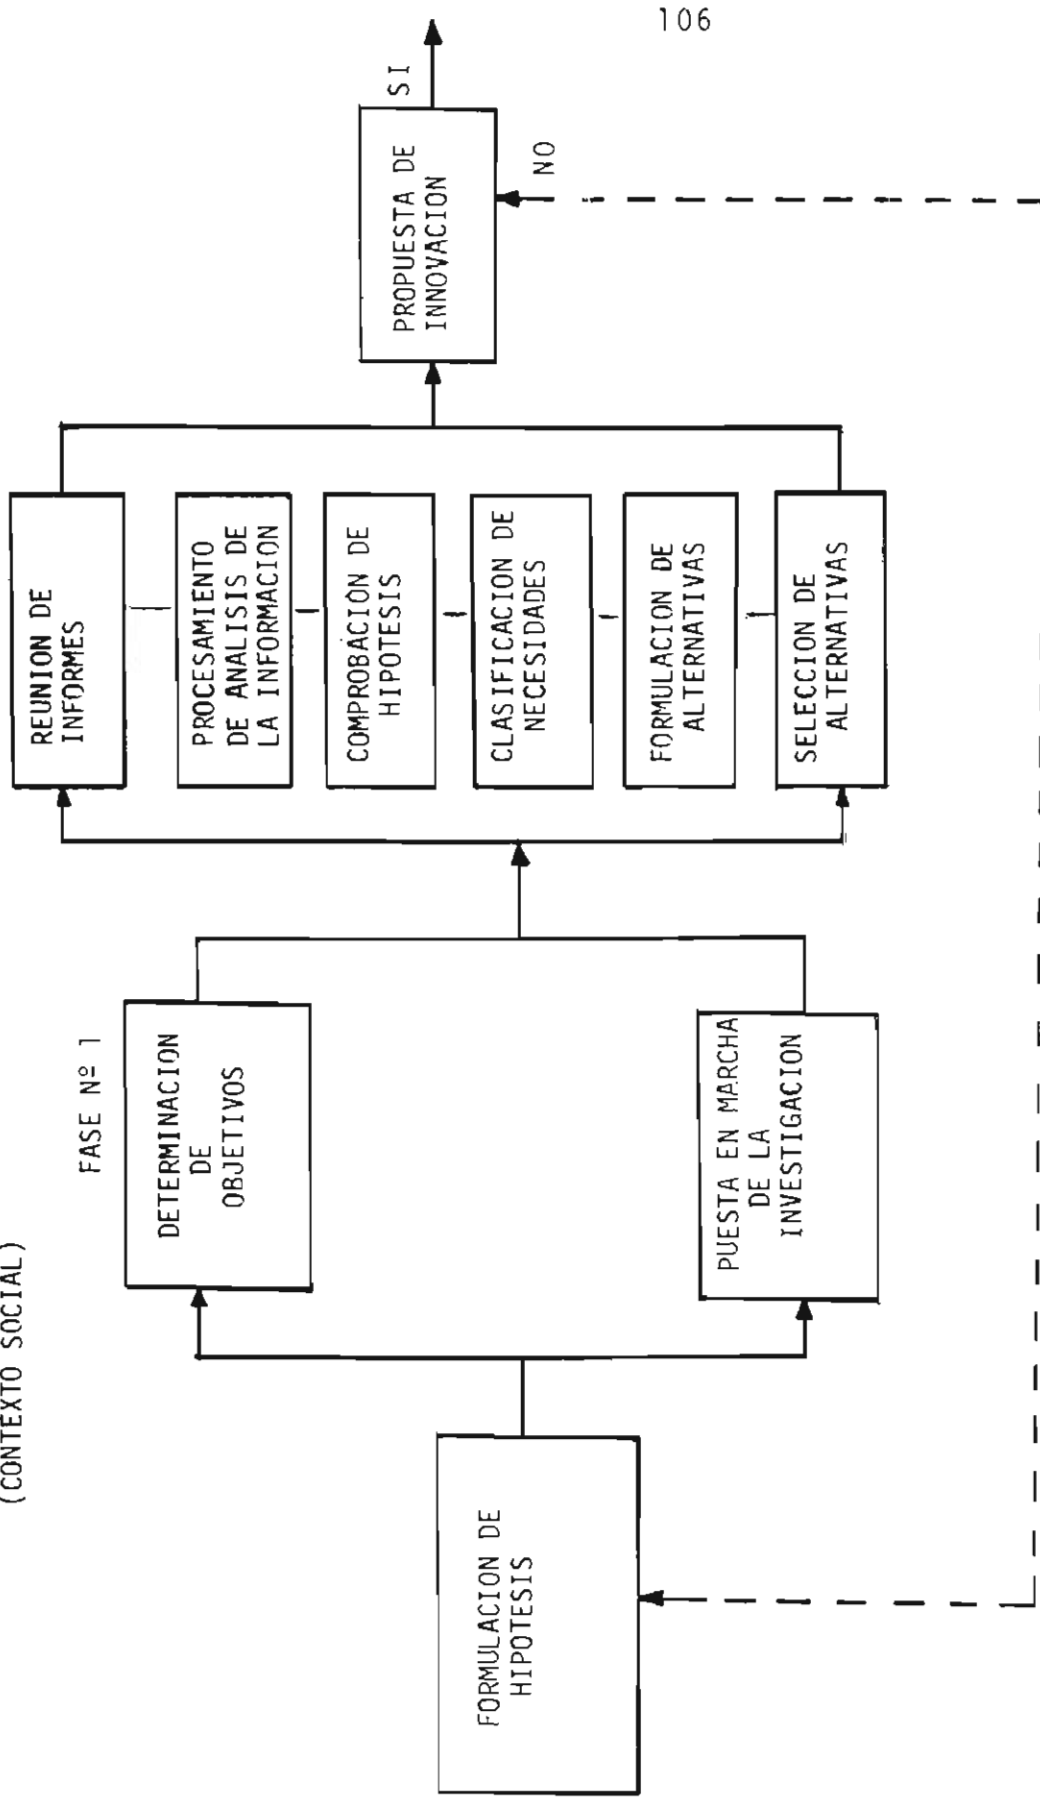 106
(CONTEXTO SOCIAL)
FASE Nº 1
FORMULACION DE
HIPOTESIS
DETERMINACION
DE
OBJETIVOS
PUESTA EN MARCHA
DE LA
INVESTIGACION
REUNION DE
INFORMES
PROCESAMIENTO
DE ANALISIS DE
LA INFORMACION
COMPROBACION DE
HIPOTESIS
CLASIFICACION DE
NECESIDADES
FORMULACION DE
ALTERNATIVAS
SELECCION DE
ALTERNATIVAS
PROPUESTA DE
INNOVACION
SI
NO